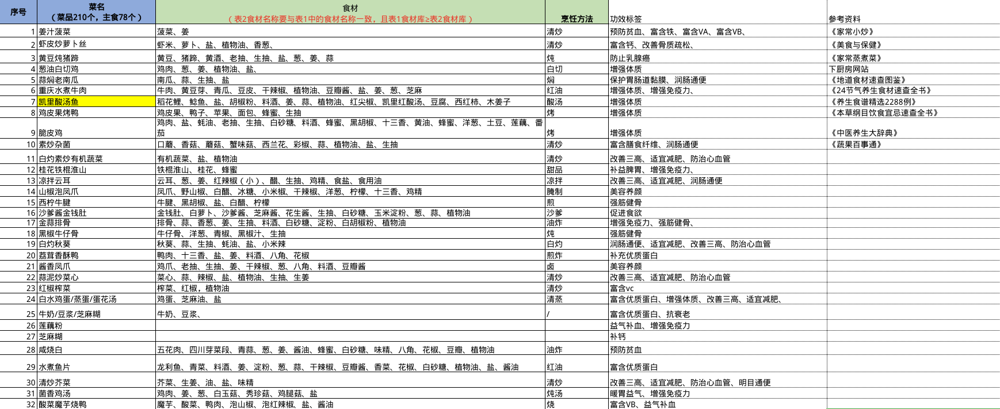 序号 菜名 食材 烹饪方法 功效标签 参考资料
（菜品210个，主食78个） （表2食材名称要与表1中的食材名称一致，且表1食材库≥表2食材库）
1 姜汁菠菜 菠菜、姜 清炒 预防贫血、富含铁、富含VA、富含VB、 《家常小炒》
2 虾皮炒萝卜丝 虾米、萝卜、盐、植物油、香葱、 清炒 富含钙、改善骨质疏松、 《美食与保健》
3 黄豆炖猪蹄 黄豆、猪蹄、黄酒、老抽、生抽、盐、葱、姜、蒜 炖 防止乳腺癌 《家常蒸煮菜》
4 葱油白切鸡 鸡肉、葱、姜、植物油、盐、 白切 增强体质 下厨房网站
5 蒜焖老南瓜 南瓜、蒜、生抽、盐 焖 保护胃肠道黏膜、润肠通便 《地道食材速查图鉴》
6 重庆水煮牛肉 牛肉、黄豆芽、青瓜、豆皮、干辣椒、植物油、豆瓣酱、盐、姜、葱、芝麻 红油 增强体质、增强免疫力、 《24节气养生食材速查全书》
7 凯里酸汤鱼 稻花鲤、鲶鱼、盐、胡椒粉、料酒、姜、蒜、植物油、红尖椒、凯里红酸汤、豆腐、西红柿、木姜子 酸汤 增强体质 《养生食谱精选2288例》
8 鸡皮果烤鸭 鸡皮果、鸭子、苹果、面包、蜂蜜、生抽 烤 增强体质 《本草纲目饮食宜忌速查全书》
9 脆皮鸡 鸡肉、盐、蚝油、老抽、生抽、白砂糖、料酒、蜂蜜、黑胡椒、十三香、黄油、蜂蜜、洋葱、土豆、莲藕、番
茄 烤 增强体质 《中医养生大辞典》
10 素炒杂菌 口蘑、香菇、蘑菇、蟹味菇、西兰花、彩椒、蒜、植物油、盐、生抽 清炒 富含膳食纤维、润肠通便 《蔬果百事通》
11 白灼素炒有机蔬菜 有机蔬菜、盐、植物油 清炒 改善三高、适宜减肥、防治心血管
12 桂花铁棍淮山 铁棍淮山、桂花、蜂蜜 甜品 补益脾胃、增强免疫力、
13 凉拌云耳 云耳、葱、姜、红辣椒（小）、醋、生抽、鸡精、食盐、食用油 凉拌 改善三高、适宜减肥、润肠通便
14 山椒泡凤爪 凤爪、野山椒、白醋、冰糖、小米椒、干辣椒、洋葱、柠檬、十三香、鸡精 腌制 美容养颜
15 西柠牛腱 牛腱、黑胡椒、盐、白醋、柠檬 煎 强筋健骨
16 沙爹酱金钱肚 金钱肚、白萝卜、沙爹酱、芝麻酱、花生酱、生抽、白砂糖、玉米淀粉、葱、蒜、植物油 沙爹 促进食欲
17 金蒜排骨 排骨、蒜、香葱、姜、生抽、料酒、白砂糖、淀粉、白胡椒粉、植物油 油炸 增强免疫力、强筋健骨、
18 黑椒牛仔骨 牛仔骨、洋葱、青椒、黑椒汁、生抽 炖 强筋健骨
19 白灼秋葵 秋葵、蒜、生抽、蚝油、盐、小米辣 白灼 润肠通便、适宜减肥、改善三高、防治心血管
20 荔茸香酥鸭 鸭肉、十三香、盐、姜、料酒、八角、花椒 煎炸 补充优质蛋白
21 酱香凤爪 鸡爪、老抽、生抽、姜、干辣椒、葱、八角、料酒、豆瓣酱 卤 美容养颜
22 蒜泥炒菜心 菜心、蒜、辣椒、盐、植物油、生抽、生姜 清炒 改善三高、适宜减肥、防治心血管
23 红椒榨菜 榨菜、红椒，植物油 清炒 富含vc
24 白水鸡蛋/蒸蛋/蛋花汤 鸡蛋、芝麻油、盐 清蒸 富含优质蛋白、增强体质、改善三高、适宜减肥、
25 牛奶/豆浆/芝麻糊 牛奶、豆浆、 / 富含优质蛋白、抗衰老
26 莲藕粉 益气补血、增强免疫力
27 芝麻糊 补钙
28 咸烧白 五花肉、四川芽菜段、青蒜、葱、姜、酱油、蜂蜜、白砂糖、味精、八角、花椒、豆瓣、植物油 油炸 预防贫血
29 水煮鱼片 龙利鱼、青菜、料酒、姜、淀粉、葱、蒜、干辣椒、豆瓣酱、香菜、花椒、白砂糖、植物油、盐、酱油 红油 富含优质蛋白
30 清炒芥菜 芥菜、生姜、油、盐、味精 清炒 改善三高、适宜减肥、防治心血管、明目通便
31 菌香鸡汤 鸡肉、姜、葱、白玉菇、秀珍菇、鸡腿菇、盐 炖汤 暖胃益气、增强免疫力
32 酸菜魔芋烧鸭 魔芋、酸菜、鸭肉、泡山椒、泡红辣椒、盐、酱油 烧 富含VB、益气补血